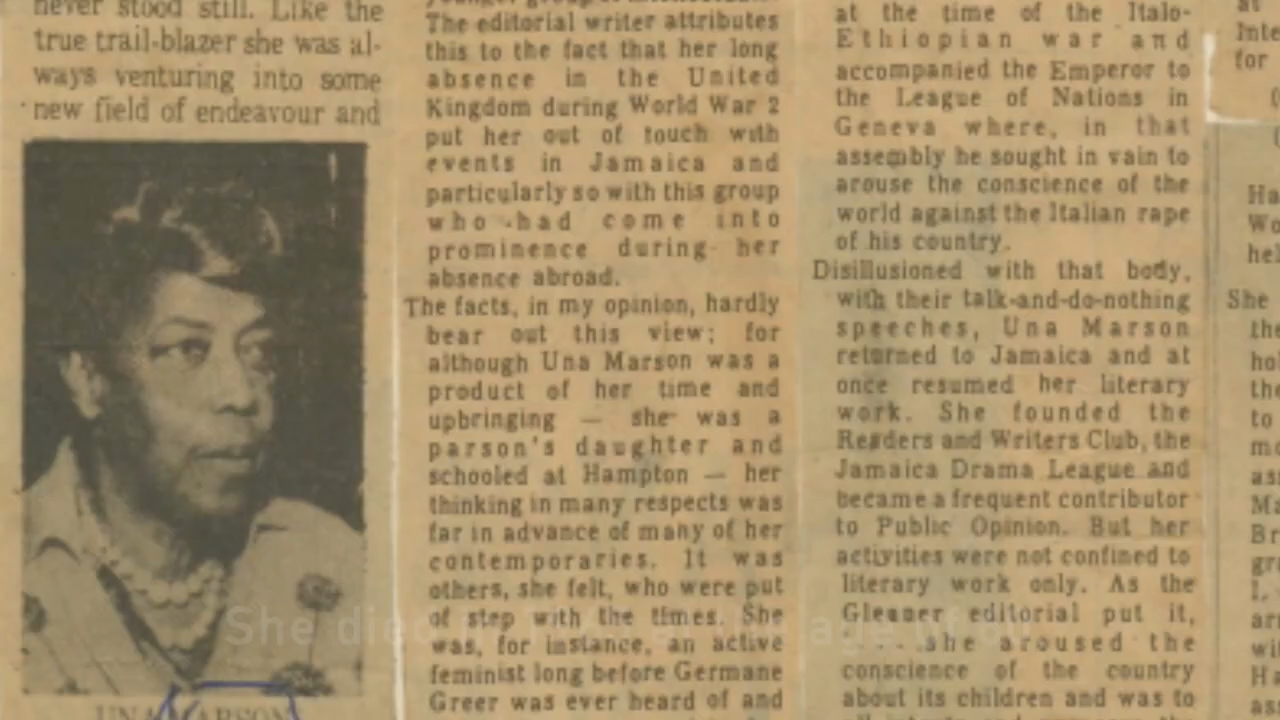 never stood still. Like the
true trail-blazer she was al-
ways venturing into some
new field of endeavour and
UNA MARSON
The editorial writer attributes
this to the fact that her long
absence in the United
Kingdom during World War 2
put her out of touch with
events in Jamaica and
particularly so with this group
who had come into
prominence during her
absence abroad.
The facts, in my opinion, hardly
bear out this view; for
although Una Marson was a
product of her time and
upbringing — she was a
parson's daughter and
schooled at Hampton — her
thinking in many respects was
far in advance of many of her
contemporaries. It was
others, she felt, who were put
of step with the times. She
was, for instance, an active
feminist long before Germane
Greer was ever heard of and
at the time of the Italo-
Ethiopian war and
accompanied the Emperor to
the League of Nations in
Geneva where, in that
assembly he sought in vain to
arouse the conscience of the
world against the Italian rape
of his country.
Disillusioned with that body,
with their talk-and-do-nothing
speeches, Una Marson
returned to Jamaica and at
once resumed her literary
work. She founded the
Readers and Writers Club, the
Jamaica Drama League and
became a frequent contributor
to Public Opinion. But her
activities were not confined to
literary work only. As the
Gleaner editorial put it,
. . . .she aroused the
conscience of the country
about its children and was to
for
She
to
She died age